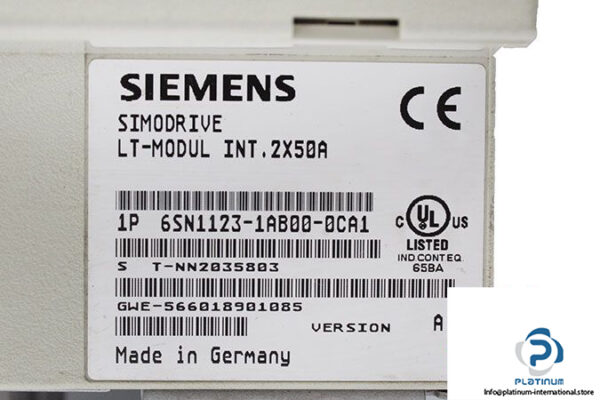 SIEMENS
CE
SIMODRIVE
LT-MODUL INT.2X50A
1P 6SN1123-1AB00-0CA1
C UL US
LISTED
IND.CONT.EQ.
65BA
S T-NN2035803
GWE-566018901085
VERSION A
Made in Germany
PLATINUM
Info@platinum-international.store